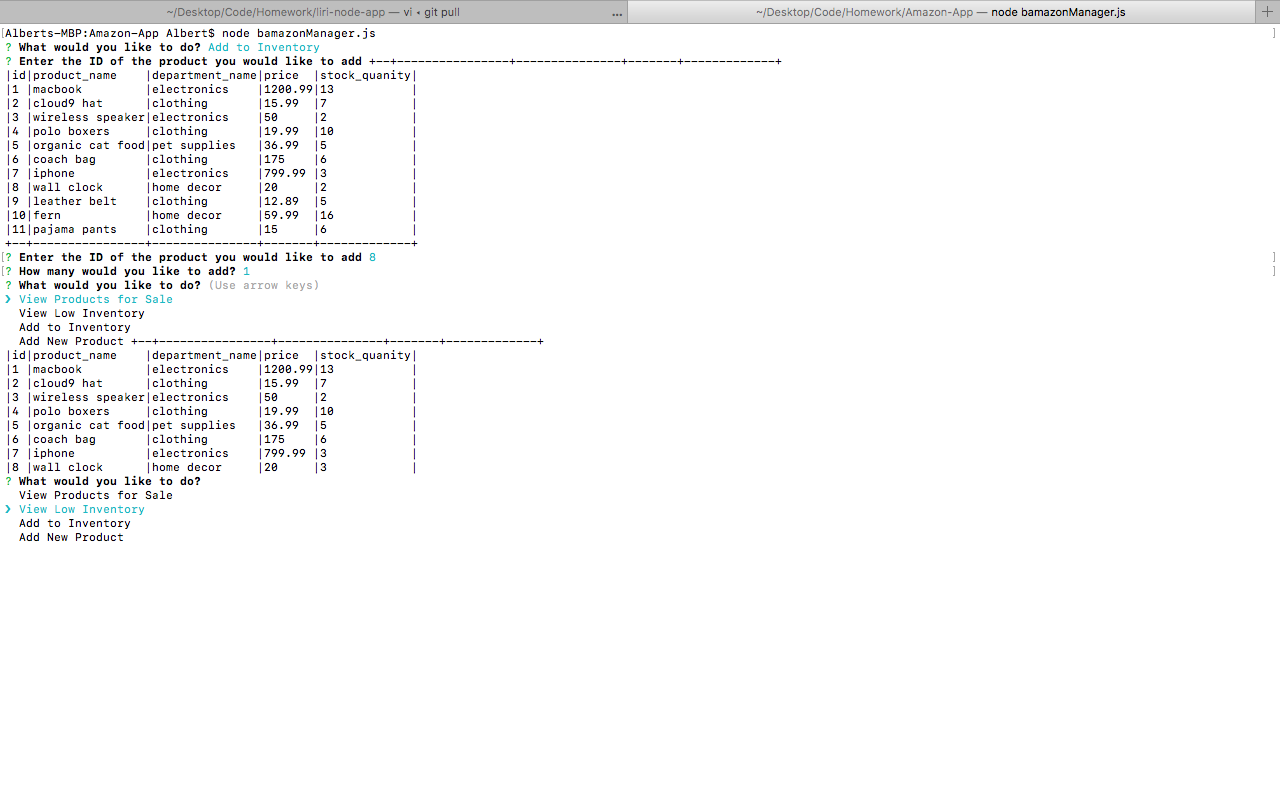 ~/Desktop/Code/Homework/liri-node-app — vi • git pull ... ~/Desktop/Code/Homework/Amazon-App — node bamazonManager.js +
[Alberts-MBP:Amazon-App Albert$ node bamazonManager.js ]
? What would you like to do? Add to Inventory
? Enter the ID of the product you would like to add +--+----------------+---------------+-------+-------------+
|id|product_name    |department_name|price  |stock_quanity|
|1 |macbook         |electronics    |1200.99|13           |
|2 |cloud9 hat      |clothing       |15.99  |7            |
|3 |wireless speaker|electronics    |50     |2            |
|4 |polo boxers     |clothing       |19.99  |10           |
|5 |organic cat food|pet supplies   |36.99  |5            |
|6 |coach bag       |clothing       |175    |6            |
|7 |iphone          |electronics    |799.99 |3            |
|8 |wall clock      |home decor     |20     |2            |
|9 |leather belt    |clothing       |12.89  |5            |
|10|fern            |home decor     |59.99  |16           |
|11|pajama pants    |clothing       |15     |6            |
+--+----------------+---------------+-------+-------------+
[? Enter the ID of the product you would like to add 8 ]
[? How many would you like to add? 1 ]
? What would you like to do? (Use arrow keys)
❯ View Products for Sale
  View Low Inventory
  Add to Inventory
  Add New Product +--+----------------+---------------+-------+-------------+
|id|product_name    |department_name|price  |stock_quanity|
|1 |macbook         |electronics    |1200.99|13           |
|2 |cloud9 hat      |clothing       |15.99  |7            |
|3 |wireless speaker|electronics    |50     |2            |
|4 |polo boxers     |clothing       |19.99  |10           |
|5 |organic cat food|pet supplies   |36.99  |5            |
|6 |coach bag       |clothing       |175    |6            |
|7 |iphone          |electronics    |799.99 |3            |
|8 |wall clock      |home decor     |20     |3            |
? What would you like to do?
  View Products for Sale
❯ View Low Inventory
  Add to Inventory
  Add New Product